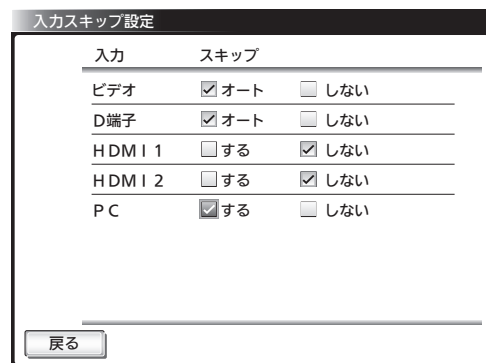 入力スキップ設定
入力 スキップ
ビデオ オート しない
D端子 オート しない
ＨＤＭＩ１ する しない
ＨＤＭＩ２ する しない
ＰＣ する しない
戻る